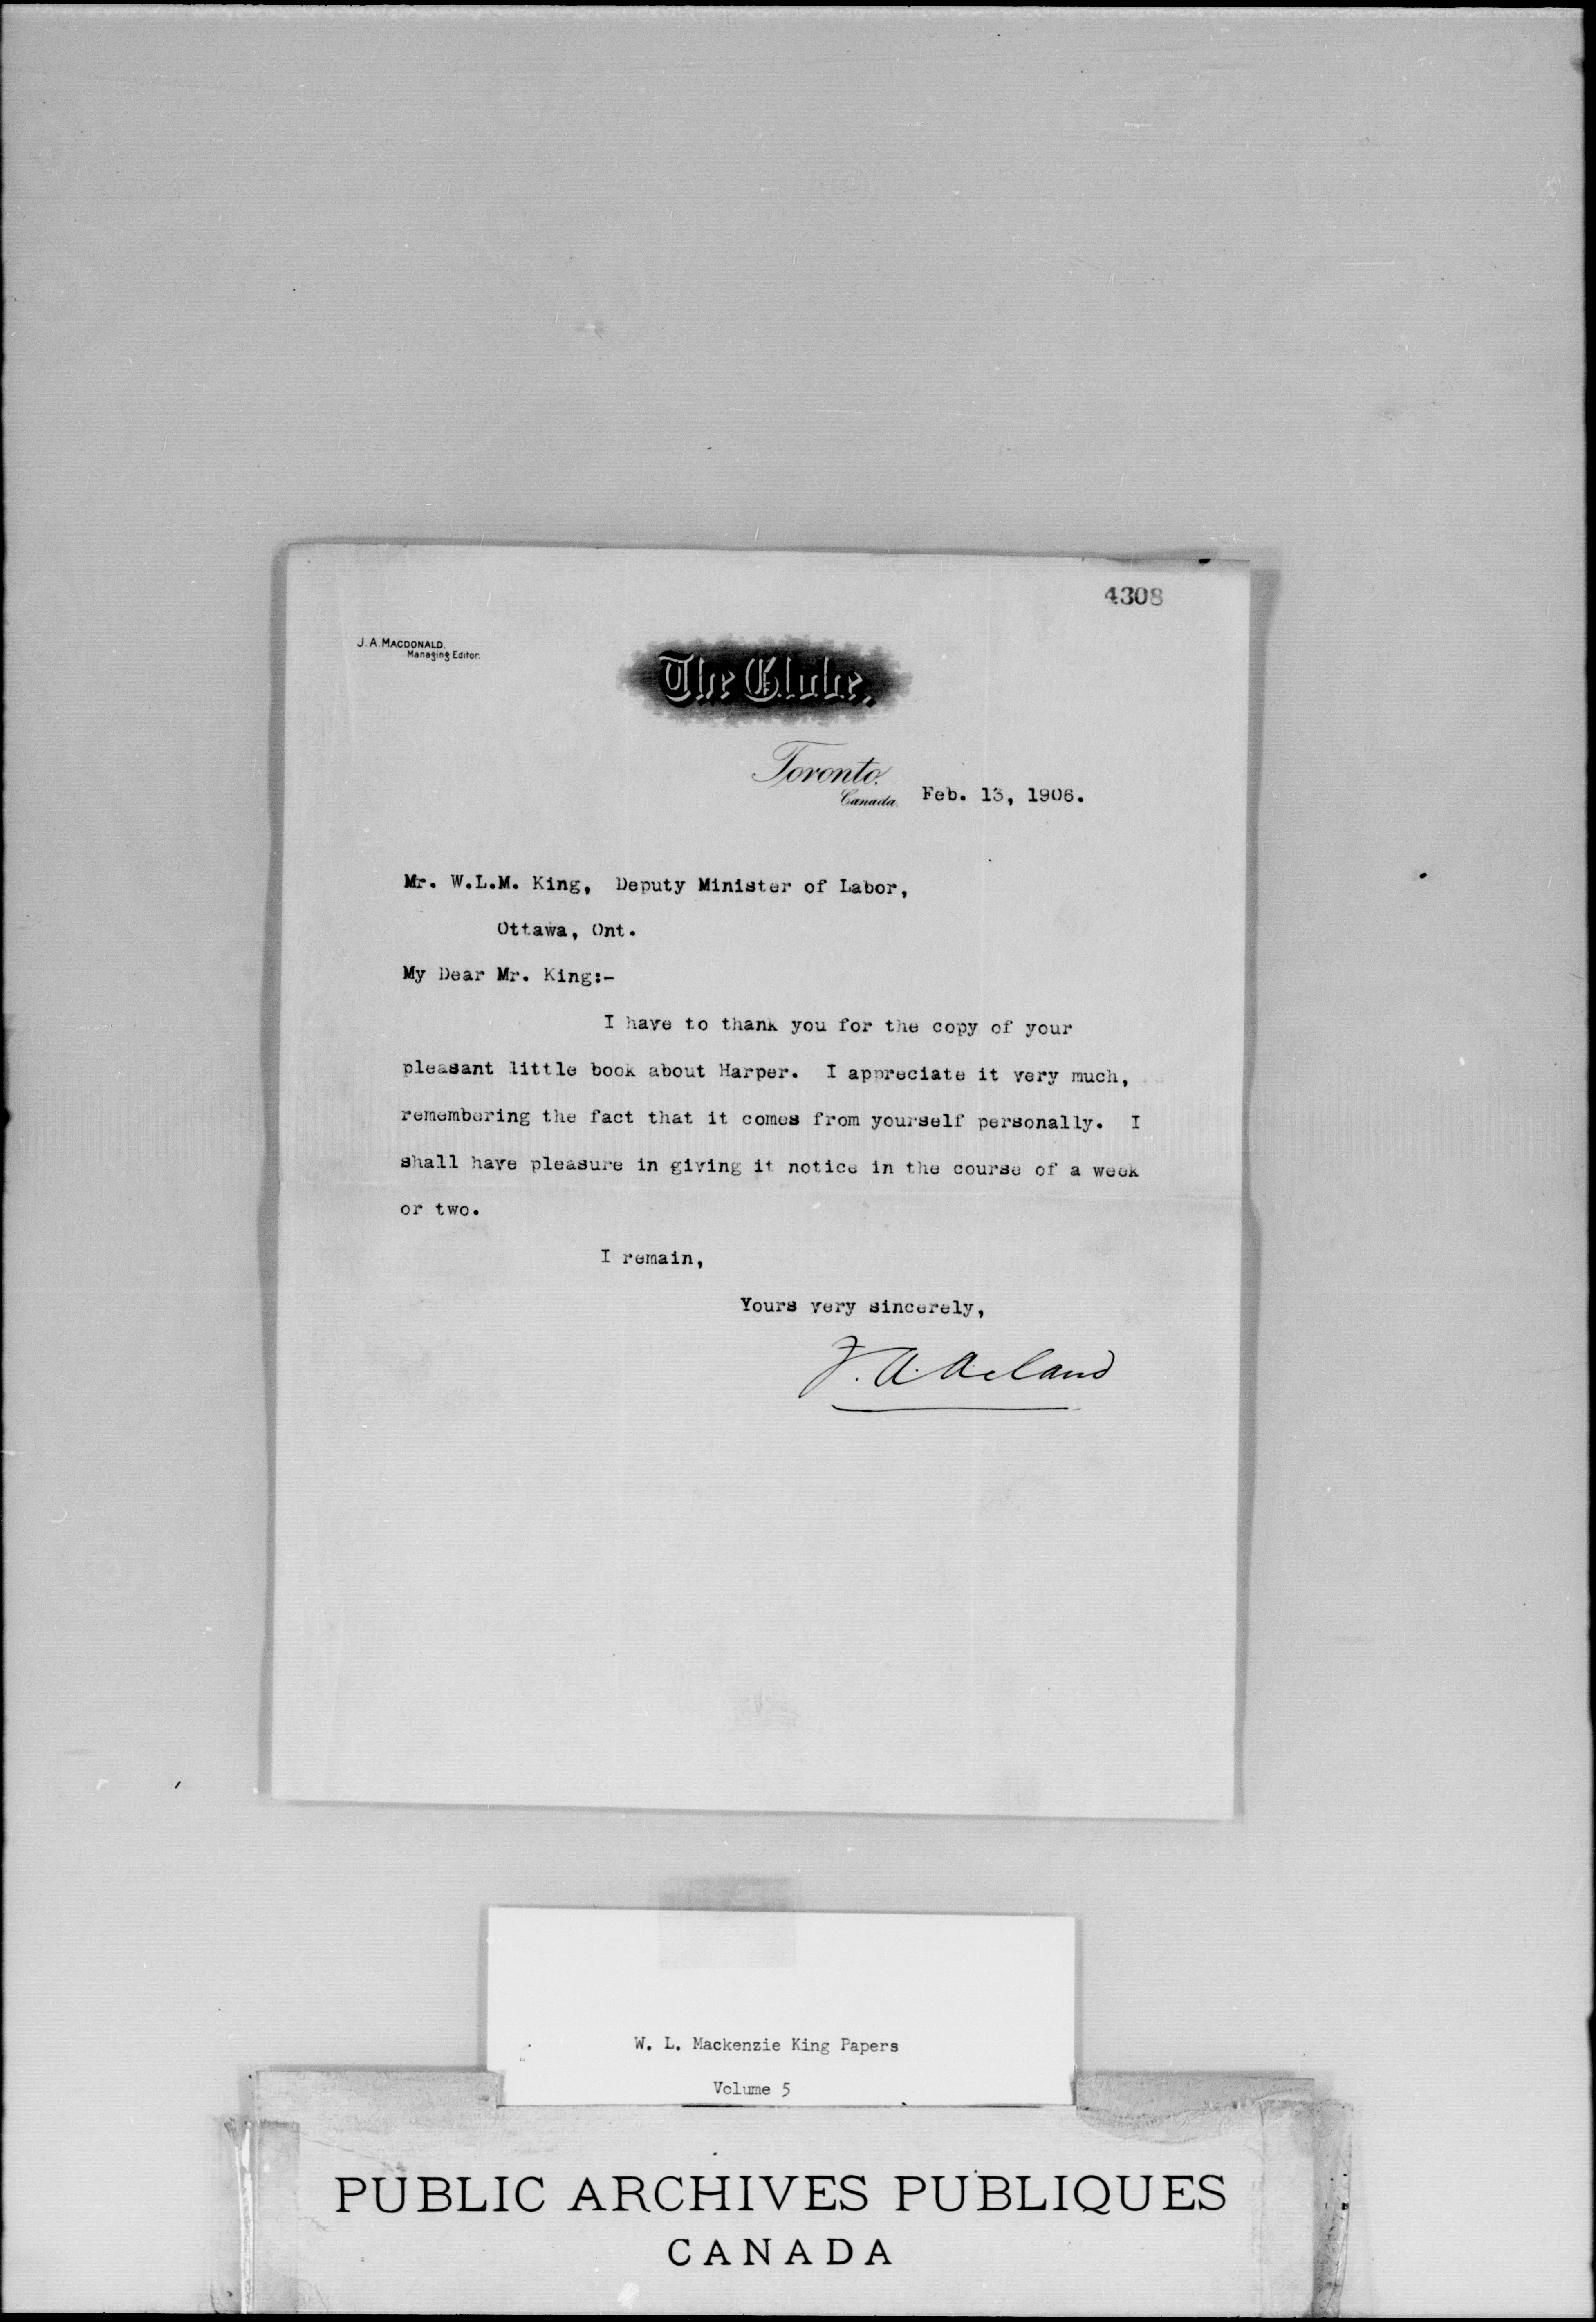 4308
J. A. MACDONALD.
Managing Editor.
The Globe,
Toronto.
Canada. Feb. 13, 1906.
Mr. W.L.M. King, Deputy Minister of Labor,
Ottawa, Ont.
My Dear Mr. King:-
I have to thank you for the copy of your
pleasant little book about Harper. I appreciate it very much,
remembering the fact that it comes from yourself personally. I
shall have pleasure in giving it notice in the course of a week
or two.
I remain,
Yours very sincerely,
F. A. Acland
W. L. Mackenzie King Papers
Volume 5
PUBLIC ARCHIVES PUBLIQUES
CANADA